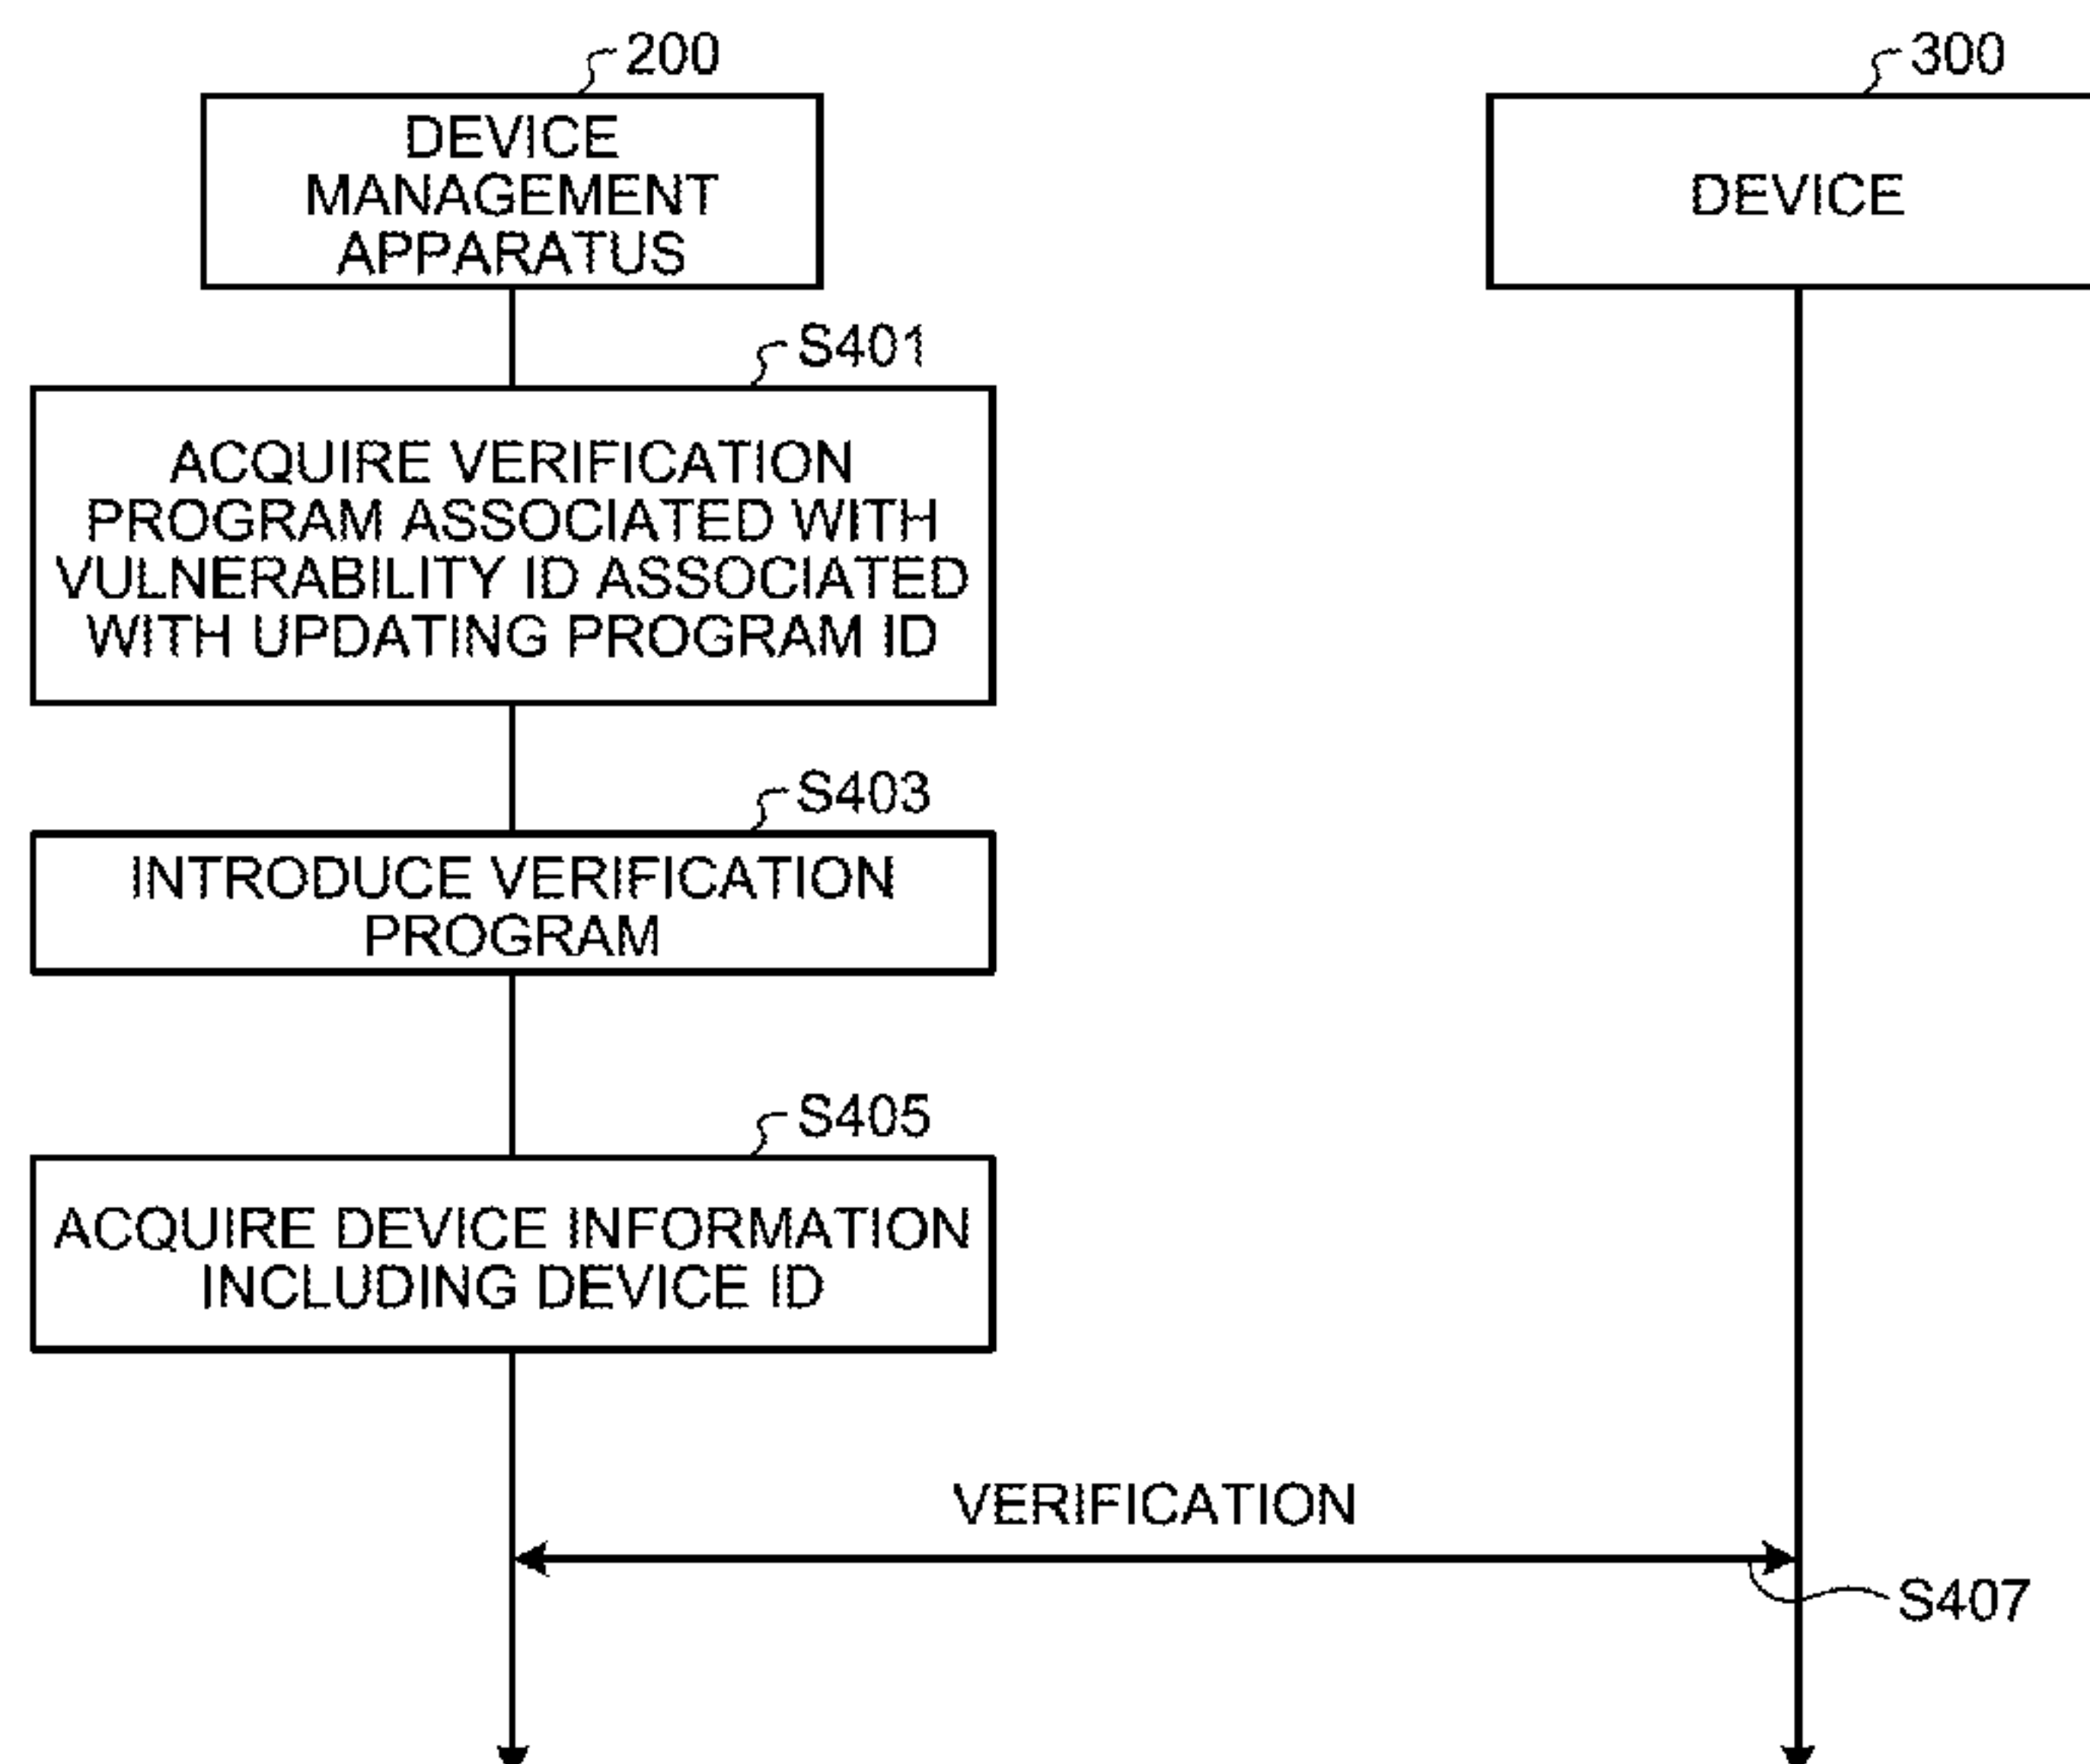 200
DEVICE
MANAGEMENT
APPARATUS
300
DEVICE
S401
ACQUIRE VERIFICATION
PROGRAM ASSOCIATED WITH
VULNERABILITY ID ASSOCIATED
WITH UPDATING PROGRAM ID
S403
INTRODUCE VERIFICATION
PROGRAM
S405
ACQUIRE DEVICE INFORMATION
INCLUDING DEVICE ID
VERIFICATION
S407